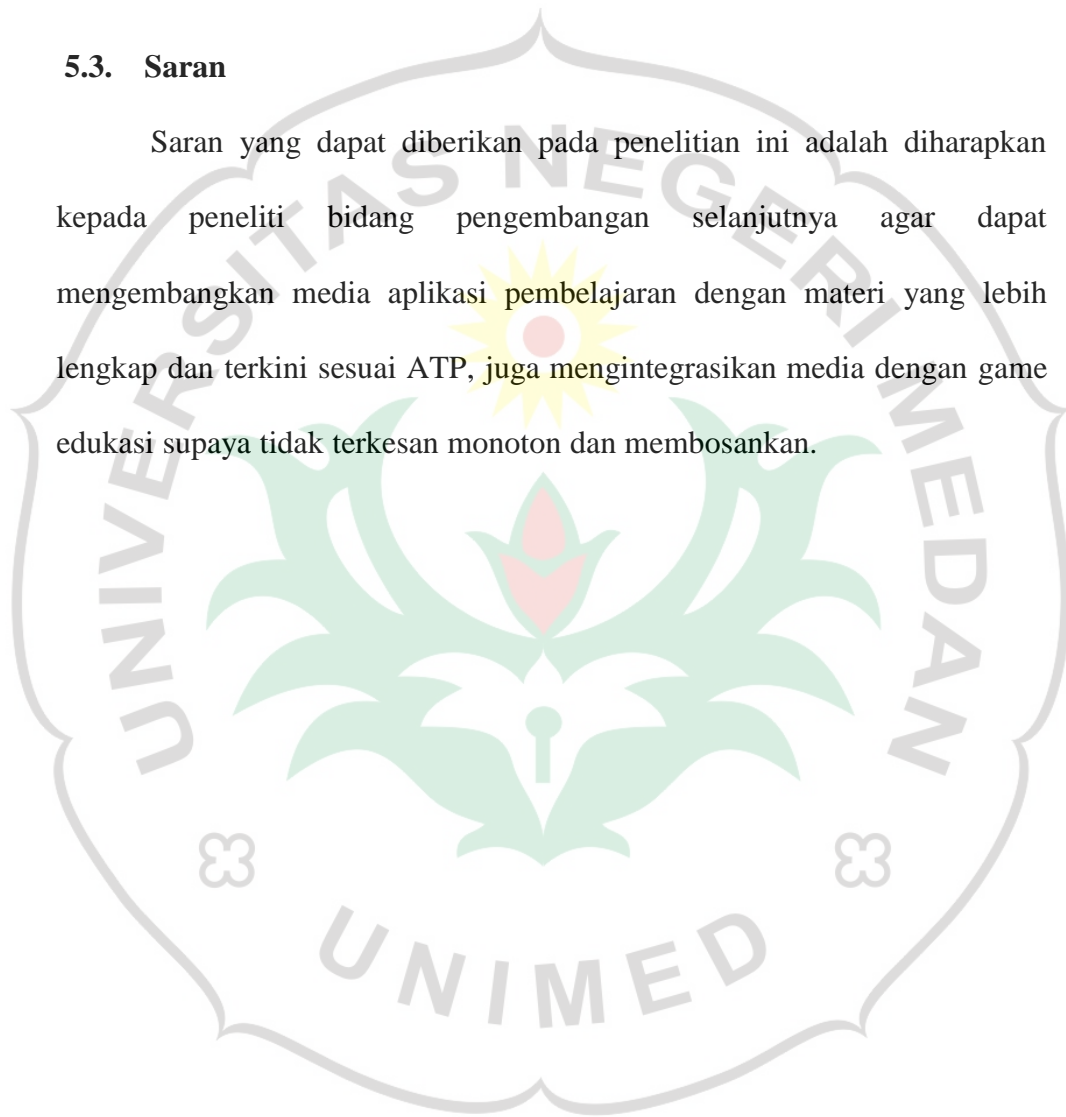 5.3. Saran
Saran yang dapat diberikan pada penelitian ini adalah diharapkan
kepada peneliti bidang pengembangan selanjutnya agar dapat
mengembangkan media aplikasi pembelajaran dengan materi yang lebih
lengkap dan terkini sesuai ATP, juga mengintegrasikan media dengan game
edukasi supaya tidak terkesan monoton dan membosankan.
UNIVERSITAS NEGERI MEDAN
UNIMED